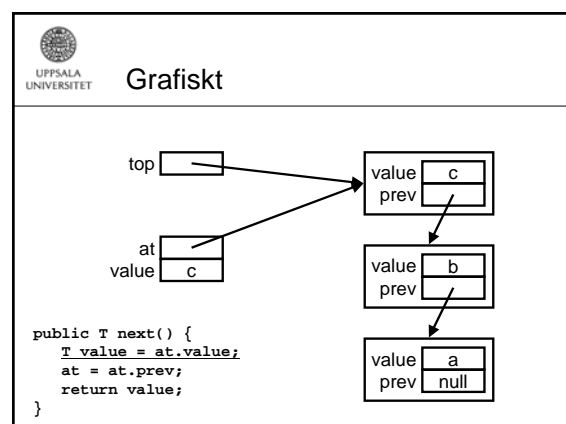 UPPSALA
UNIVERSITET
Grafiskt
top
value c
prev
at
value c
value b
prev
public T next() {
T value = at.value;
at = at.prev;
return value;
}
value a
prev null